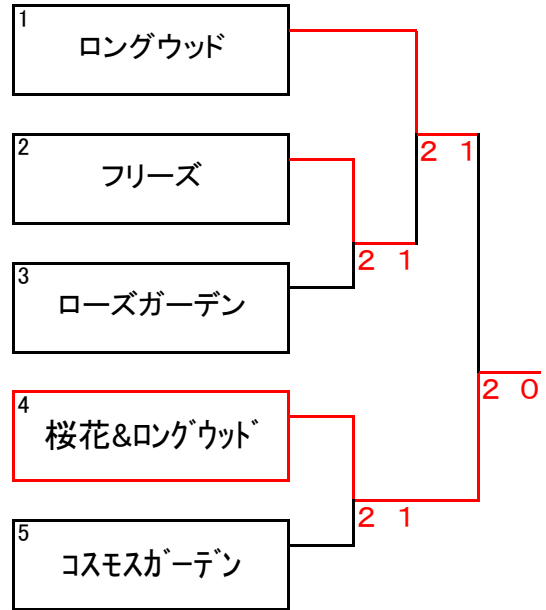 1
ロングウッド
2 1
2
フリーズ
2 1
3
ローズガーデン
2 0
4
桜花&ﾛﾝｸﾞｳｯﾄﾞ
2 1
5
ｺｽﾓｽｶﾞｰﾃﾞﾝ